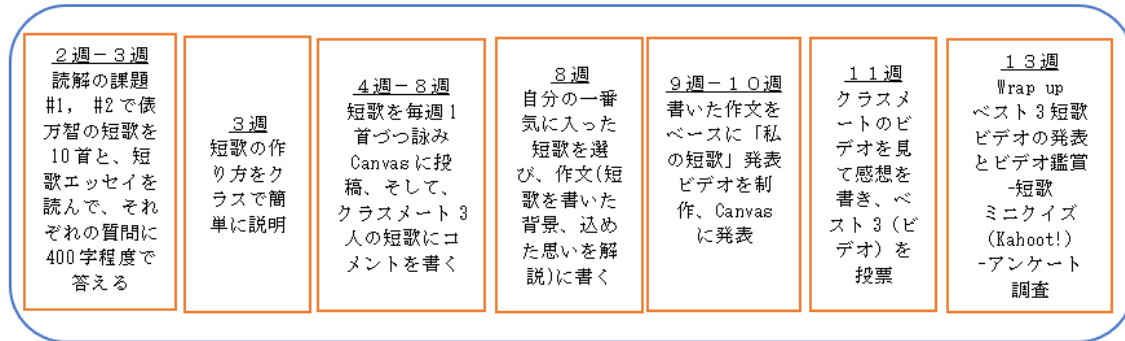 ２週－３週
読解の課題
#1, #2で俵
万智の短歌を
10首と、短
歌エッセイを
読んで、それ
ぞれの質問に
400字程度で
答える
３週
短歌の作
り方をク
ラスで簡
単に説明
４週－８週
短歌を毎週1
首づつ詠み
Canvasに投
稿、そして、
クラスメート3
人の短歌にコ
メントを書く
８週
自分の一番
気に入った
短歌を選
び、作文(短
歌を書いた
背景、込め
た思いを解
説)に書く
９週－１０週
書いた作文を
ベースに「私
の短歌」発表
ビデオを制
作、Canvas
に発表
１１週
クラスメ
ートのビ
デオを見
て感想を
書き、ベ
スト3（ビ
デオ）を
投票
１３週
Wrap up
ベスト3短歌
ビデオの発表
とビデオ鑑賞
-短歌
ミニクイズ
(Kahoot!)
-アンケート
調査